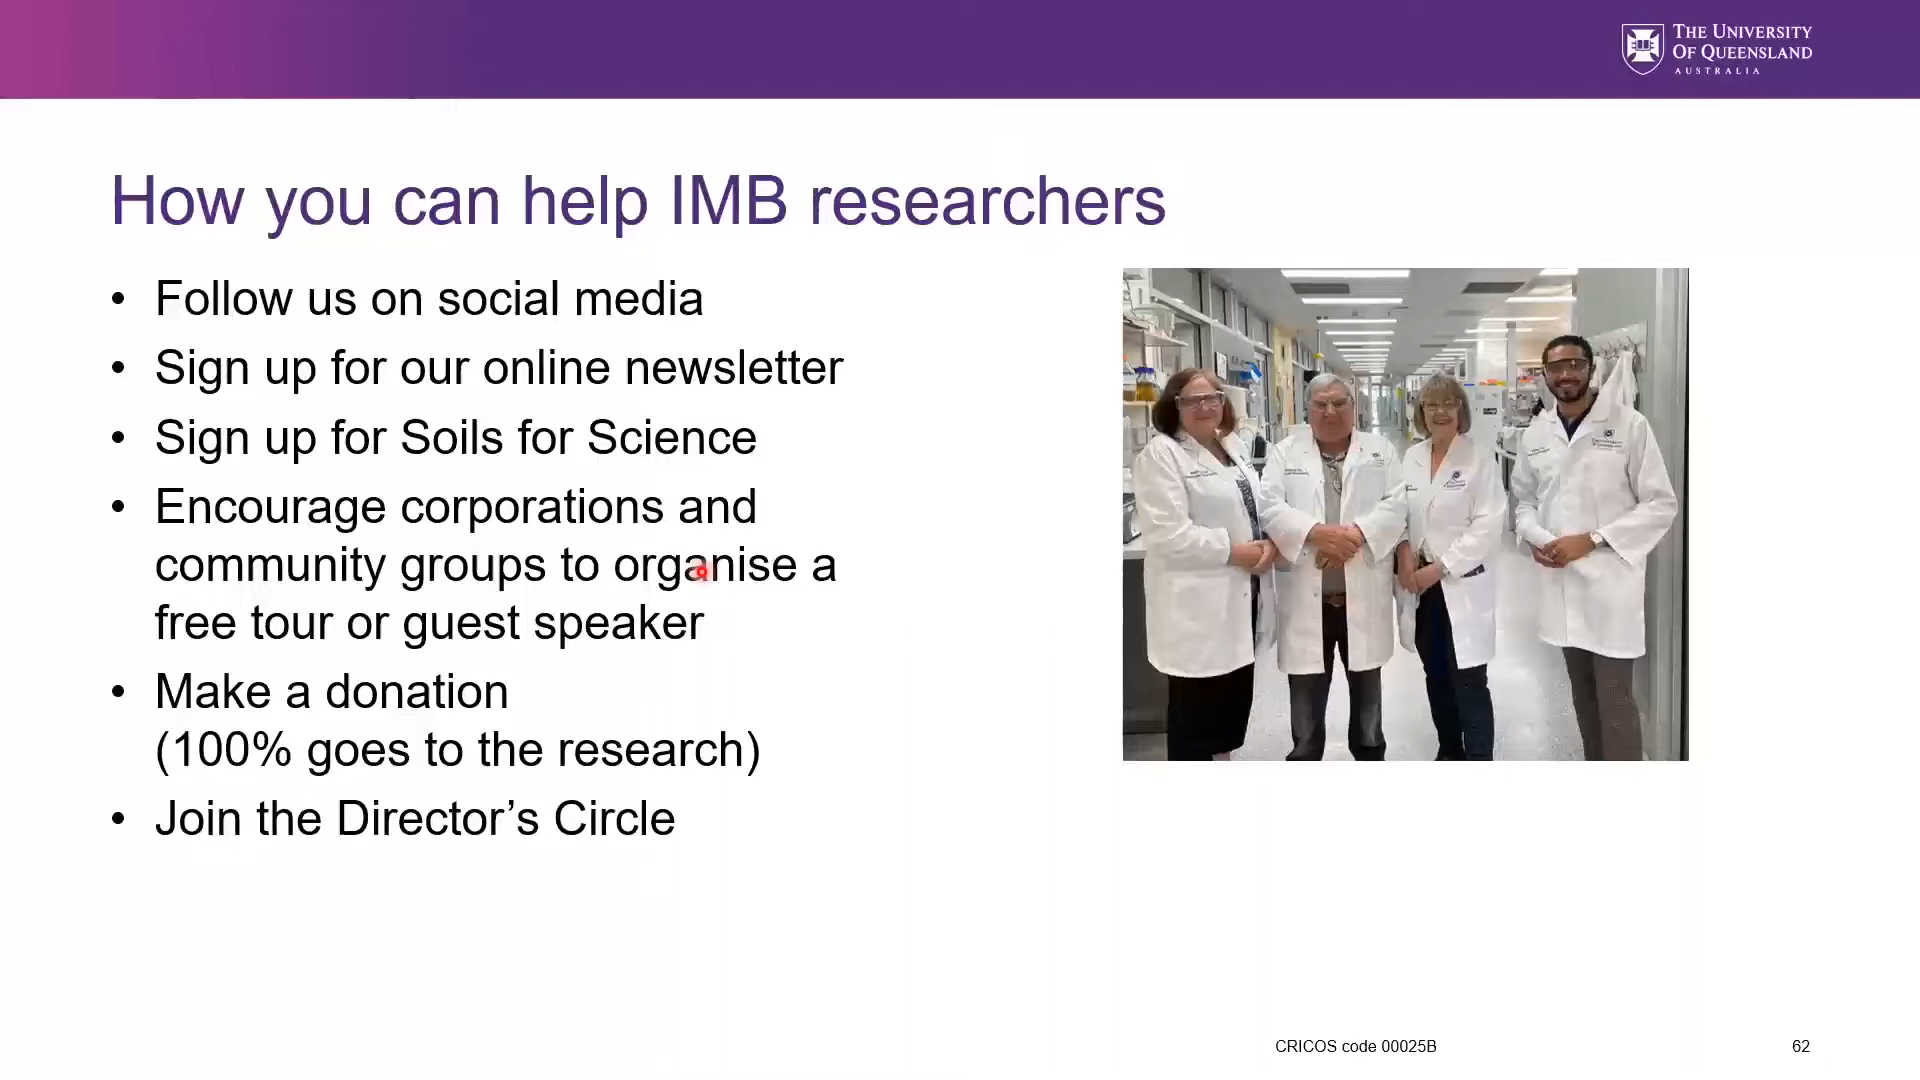 THE UNIVERSITY
OF QUEENSLAND
AUSTRALIA
How you can help IMB researchers
• Follow us on social media
• Sign up for our online newsletter
• Sign up for Soils for Science
• Encourage corporations and
community groups to organise a
free tour or guest speaker
• Make a donation
(100% goes to the research)
• Join the Director’s Circle
CRICOS code 00025B
62